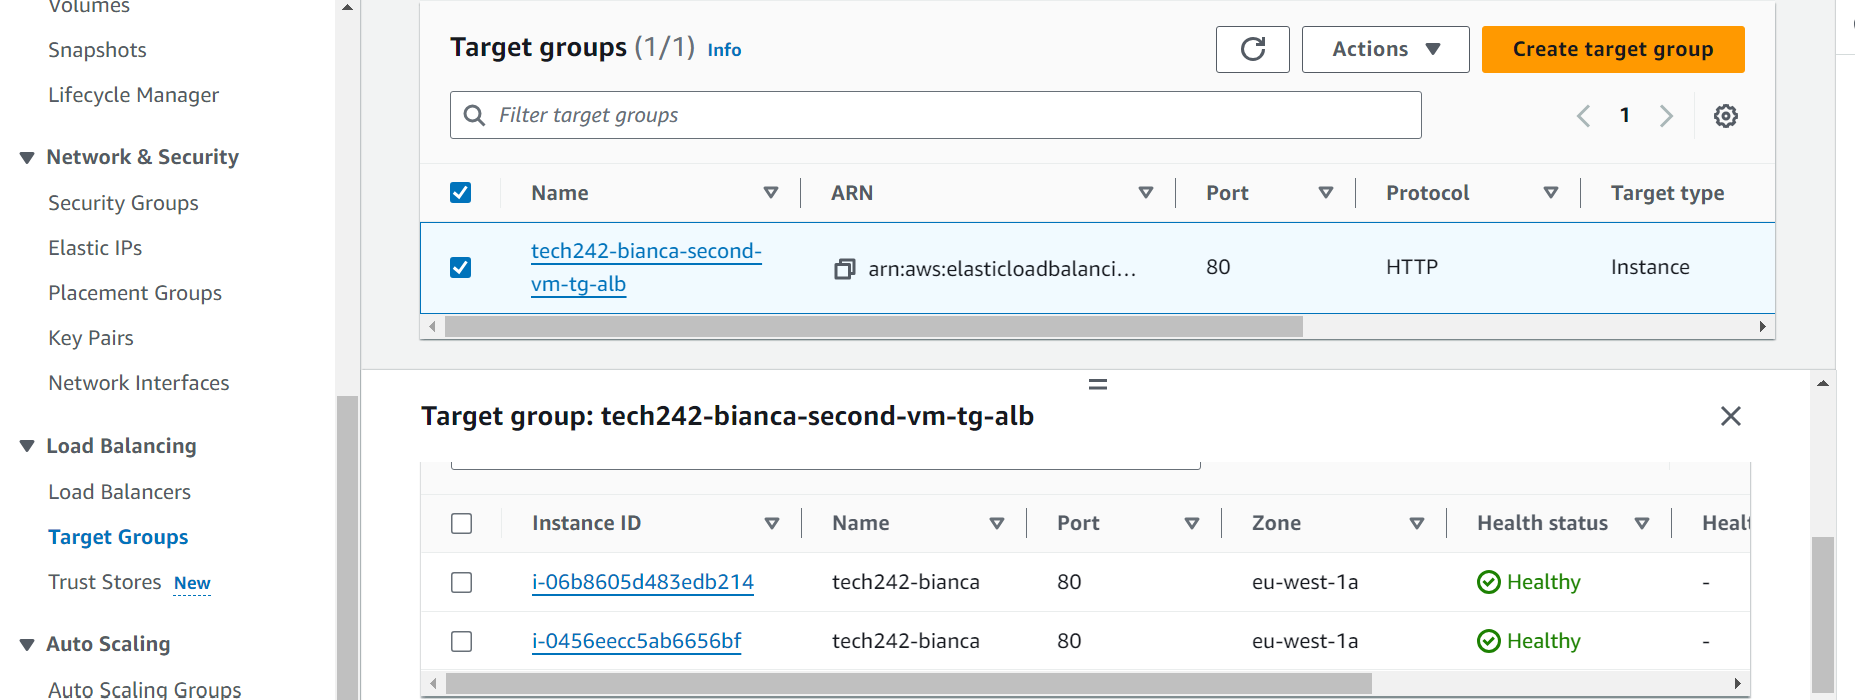 Volumes
Snapshots
Lifecycle Manager
Network & Security
Security Groups
Elastic IPs
Placement Groups
Key Pairs
Network Interfaces
Load Balancing
Load Balancers
Target Groups
Trust Stores New
Auto Scaling
Auto Scaling Groups
Target groups (1/1) Info
Actions
Create target group
Filter target groups
1
Name ARN Port Protocol Target type
tech242-bianca-second-
vm-tg-alb
arn:aws:elasticloadbalanci... 80 HTTP Instance
Target group: tech242-bianca-second-vm-tg-alb
Instance ID Name Port Zone Health status Healt
i-06b8605d483edb214 tech242-bianca 80 eu-west-1a Healthy -
i-0456eecc5ab6656bf tech242-bianca 80 eu-west-1a Healthy -